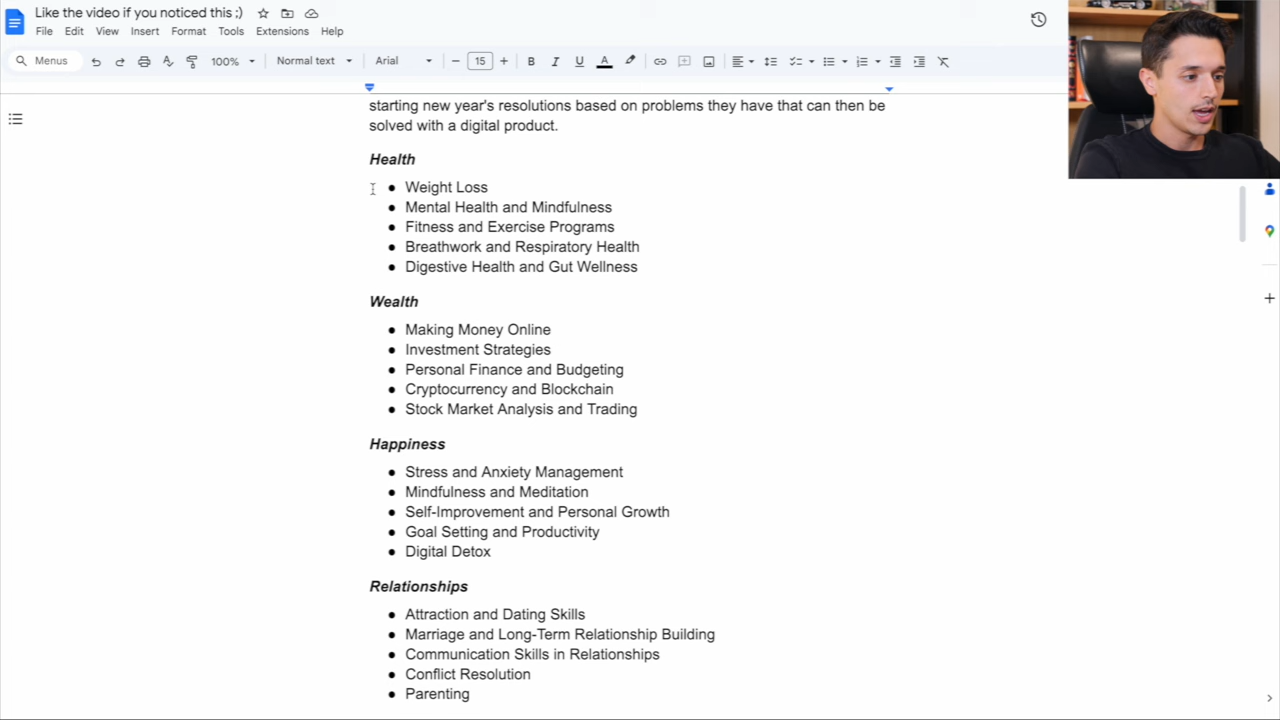 Like the video if you noticed this ;)
File Edit View Insert Format Tools Extensions Help
Menus 100% Normal text Arial 15 B I U A
starting new year's resolutions based on problems they have that can then be
solved with a digital product.
Health
● Weight Loss
● Mental Health and Mindfulness
● Fitness and Exercise Programs
● Breathwork and Respiratory Health
● Digestive Health and Gut Wellness
Wealth
● Making Money Online
● Investment Strategies
● Personal Finance and Budgeting
● Cryptocurrency and Blockchain
● Stock Market Analysis and Trading
Happiness
● Stress and Anxiety Management
● Mindfulness and Meditation
● Self-Improvement and Personal Growth
● Goal Setting and Productivity
● Digital Detox
Relationships
● Attraction and Dating Skills
● Marriage and Long-Term Relationship Building
● Communication Skills in Relationships
● Conflict Resolution
● Parenting